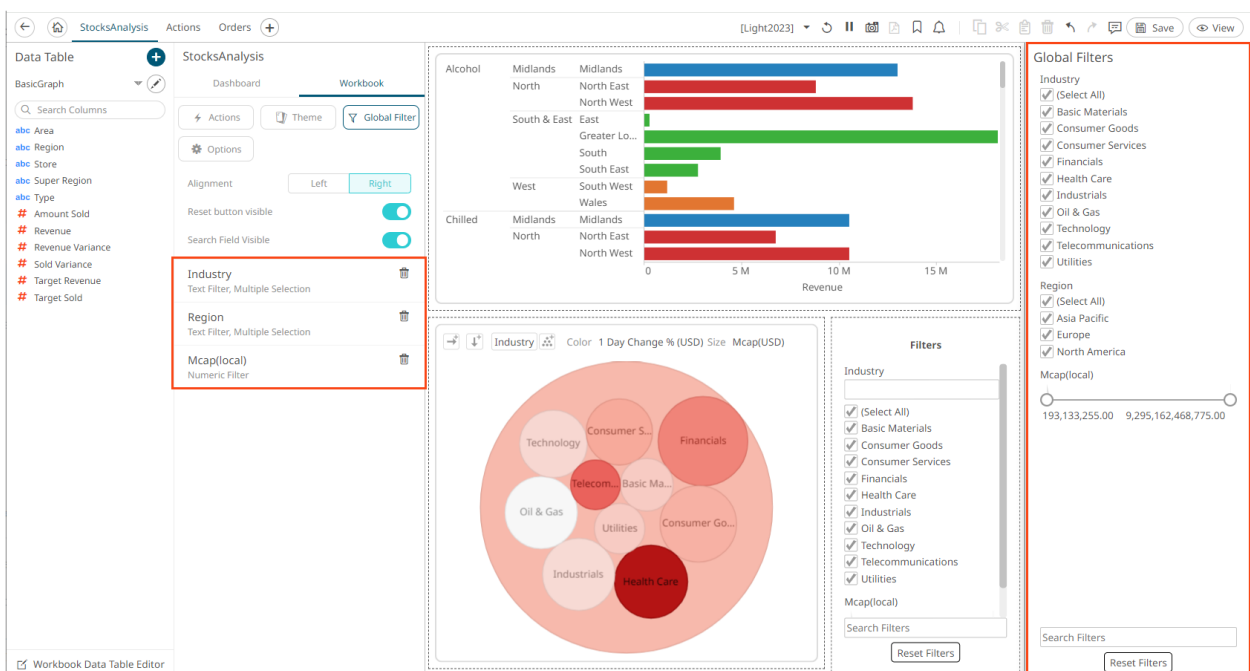 StocksAnalysis Actions Orders
[Light2023] Save View
Data Table
BasicGraph
Search Columns
abc Area
abc Region
abc Store
abc Super Region
abc Type
# Amount Sold
# Revenue
# Revenue Variance
# Sold Variance
# Target Revenue
# Target Sold
Workbook Data Table Editor
StocksAnalysis
Dashboard Workbook
Actions Theme Global Filter
Options
Alignment Left Right
Reset button visible
Search Field Visible
Industry
Text Filter, Multiple Selection
Region
Text Filter, Multiple Selection
Mcap(local)
Numeric Filter
Alcohol Midlands Midlands
North North East
North West
South & East East
Greater Lo...
South
South East
West South West
Wales
Chilled Midlands Midlands
North North East
North West
0 5 M 10 M 15 M
Revenue
Industry Color 1 Day Change % (USD) Size Mcap(USD)
Technology
Consumer S...
Financials
Telecom...
Basic Ma...
Oil & Gas
Utilities
Consumer Go...
Industrials
Health Care
Filters
Industry
(Select All)
Basic Materials
Consumer Goods
Consumer Services
Financials
Health Care
Industrials
Oil & Gas
Technology
Telecommunications
Utilities
Mcap(local)
Search Filters
Reset Filters
Global Filters
Industry
(Select All)
Basic Materials
Consumer Goods
Consumer Services
Financials
Health Care
Industrials
Oil & Gas
Technology
Telecommunications
Utilities
Region
(Select All)
Asia Pacific
Europe
North America
Mcap(local)
193,133,255.00 9,295,162,468,775.00
Search Filters
Reset Filters